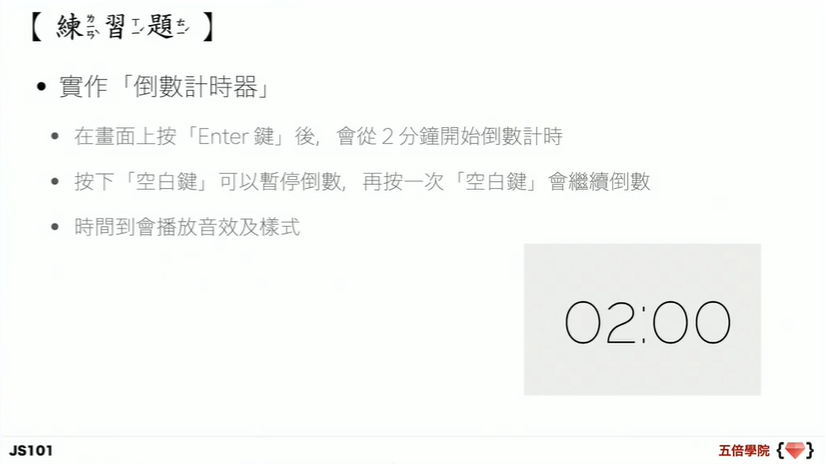 【練習題】
實作「倒數計時器」
在畫面上按「Enter 鍵」後，會從 2 分鐘開始倒數計時
按下「空白鍵」可以暫停倒數，再按一次「空白鍵」會繼續倒數
時間到會播放音效及樣式
02:00
JS101
五倍學院